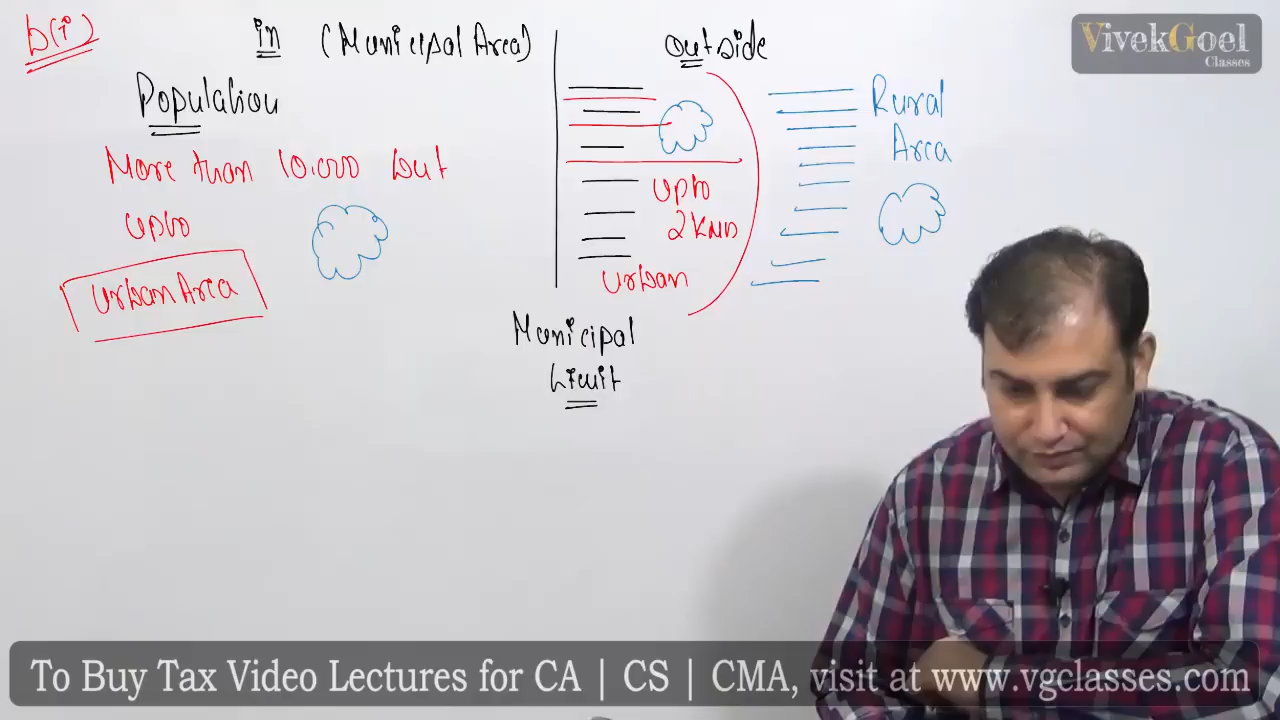 b(i)
in (Municipal Area)
Population
More than 10,000 but
upto
Urban Area
outside
upto
2 Kms
Urban
Rural
Area
Municipal
Limit
VivekGoel
Classes
To Buy Tax Video Lectures for CA | CS | CMA, visit at www.vgclasses.com